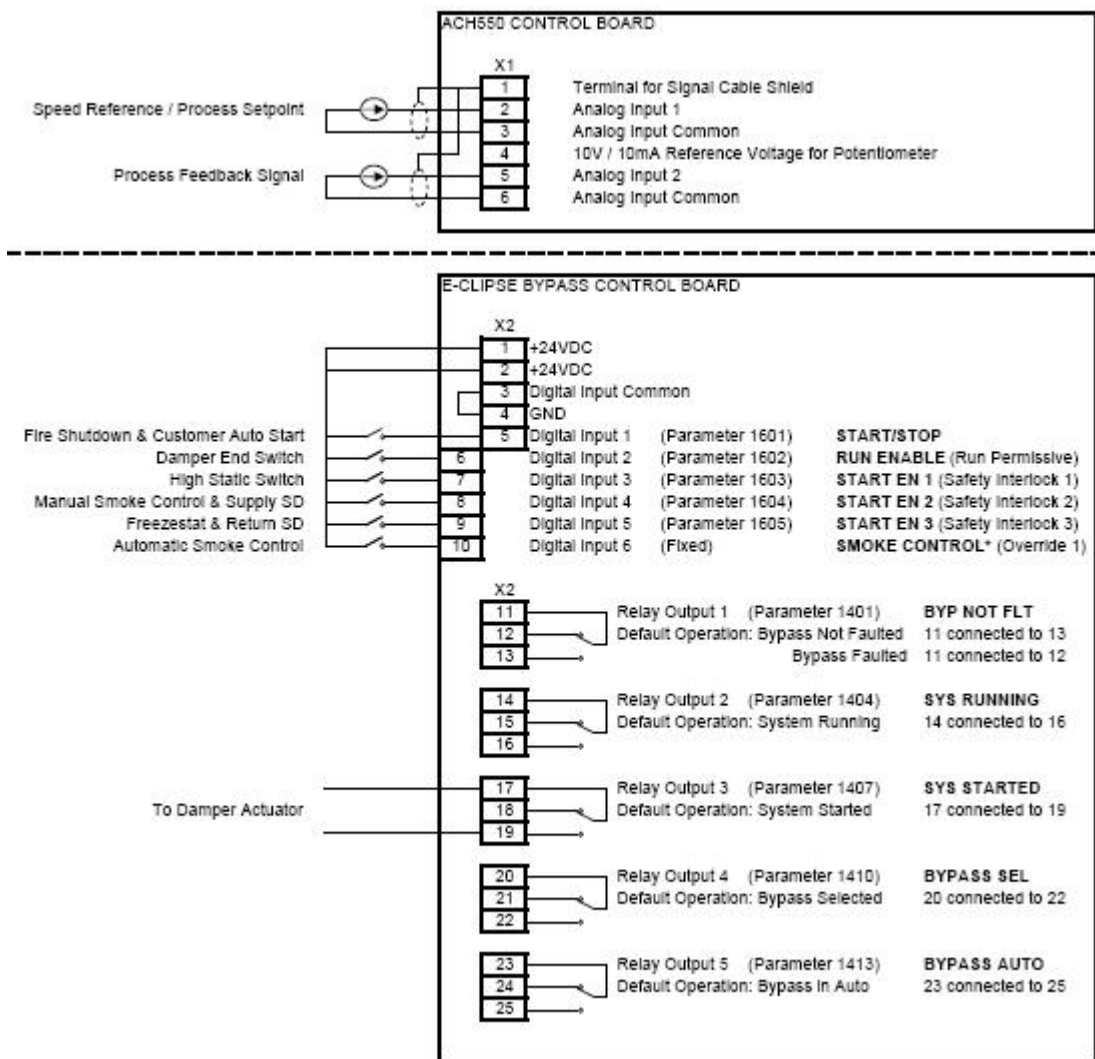 ACH550 CONTROL BOARD
X1
1 Terminal for Signal Cable Shield
Speed Reference / Process Setpoint 2 Analog Input 1
3 Analog Input Common
4 10V / 10mA Reference Voltage for Potentiometer
Process Feedback Signal 5 Analog Input 2
6 Analog Input Common
E-CLIPSE BYPASS CONTROL BOARD
X2
1 +24VDC
2 +24VDC
3 Digital Input Common
4 GND
Fire Shutdown & Customer Auto Start 5 Digital Input 1 (Parameter 1601) START/STOP
Damper End Switch 6 Digital Input 2 (Parameter 1602) RUN ENABLE (Run Permissive)
High Static Switch 7 Digital Input 3 (Parameter 1603) START EN 1 (Safety Interlock 1)
Manual Smoke Control & Supply SD 8 Digital Input 4 (Parameter 1604) START EN 2 (Safety Interlock 2)
Freezestat & Return SD 9 Digital Input 5 (Parameter 1605) START EN 3 (Safety Interlock 3)
Automatic Smoke Control 10 Digital Input 6 (Fixed) SMOKE CONTROL* (Override 1)
X2
11 Relay Output 1 (Parameter 1401) BYP NOT FLT
12 Default Operation: Bypass Not Faulted 11 connected to 13
13 Bypass Faulted 11 connected to 12
14 Relay Output 2 (Parameter 1404) SYS RUNNING
15 Default Operation: System Running 14 connected to 16
16
17 Relay Output 3 (Parameter 1407) SYS STARTED
To Damper Actuator 18 Default Operation: System Started 17 connected to 19
19
20 Relay Output 4 (Parameter 1410) BYPASS SEL
21 Default Operation: Bypass Selected 20 connected to 22
22
23 Relay Output 5 (Parameter 1413) BYPASS AUTO
24 Default Operation: Bypass In Auto 23 connected to 25
25